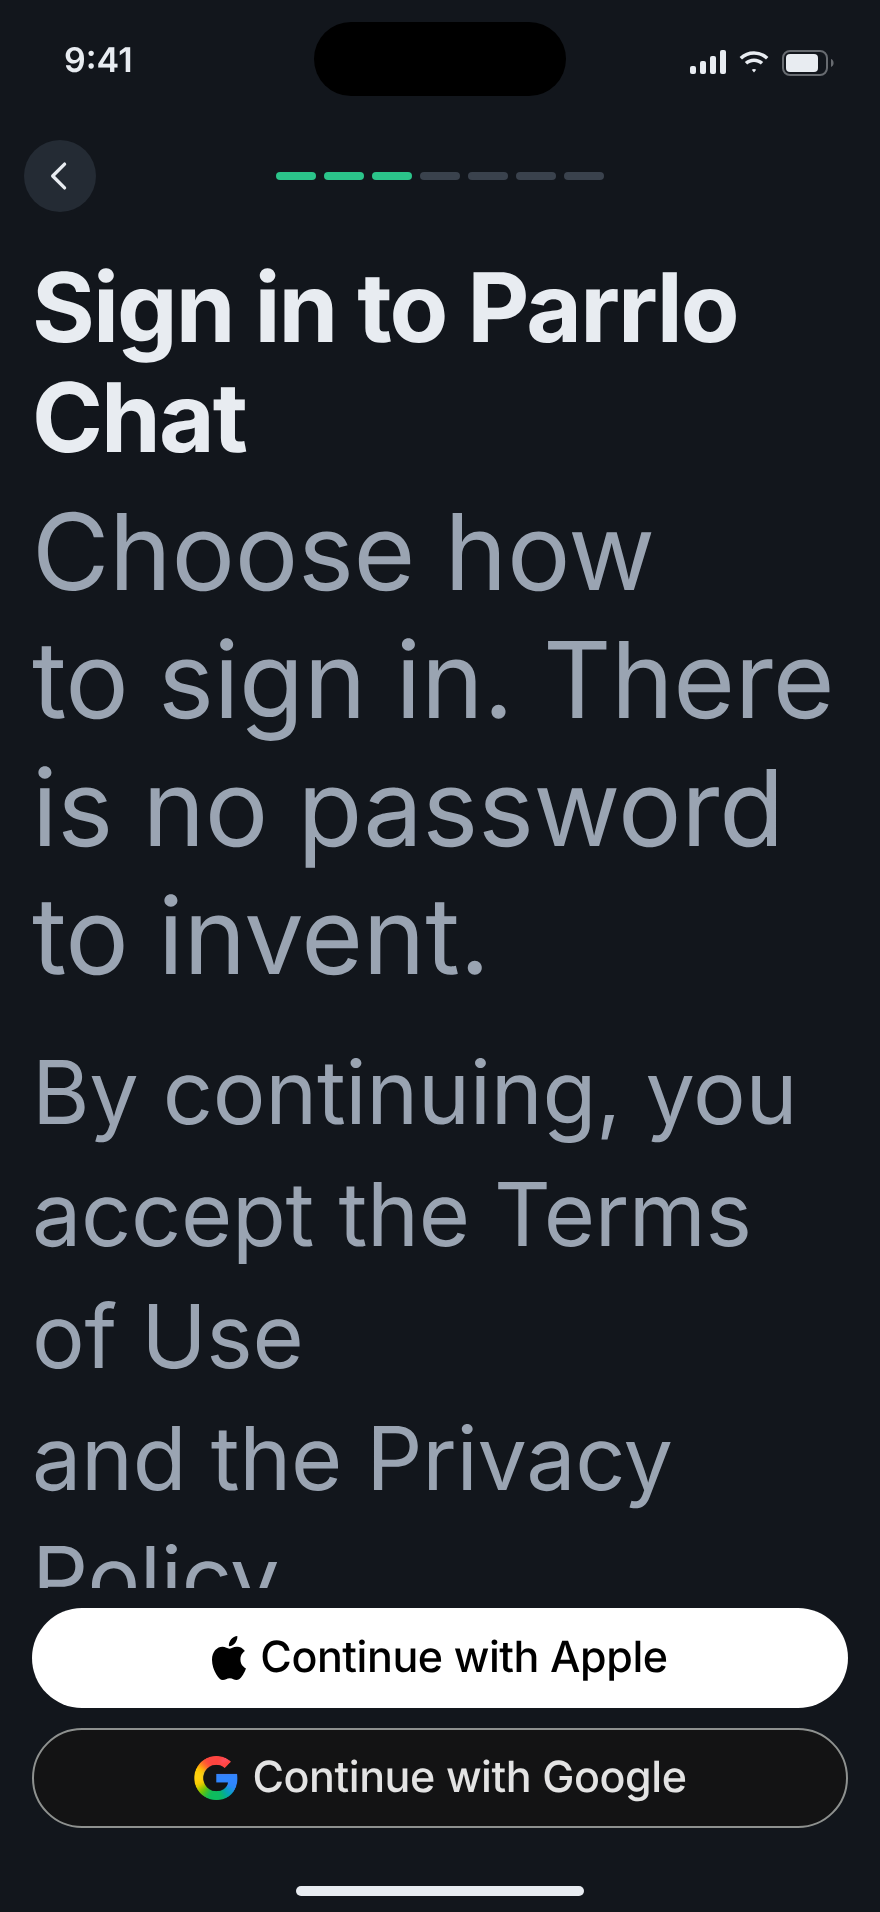 9:41
Sign in to Parrlo
Chat
Choose how
to sign in. There
is no password
to invent.
By continuing, you
accept the Terms
of Use
and the Privacy
Policy
Continue with Apple
Continue with Google